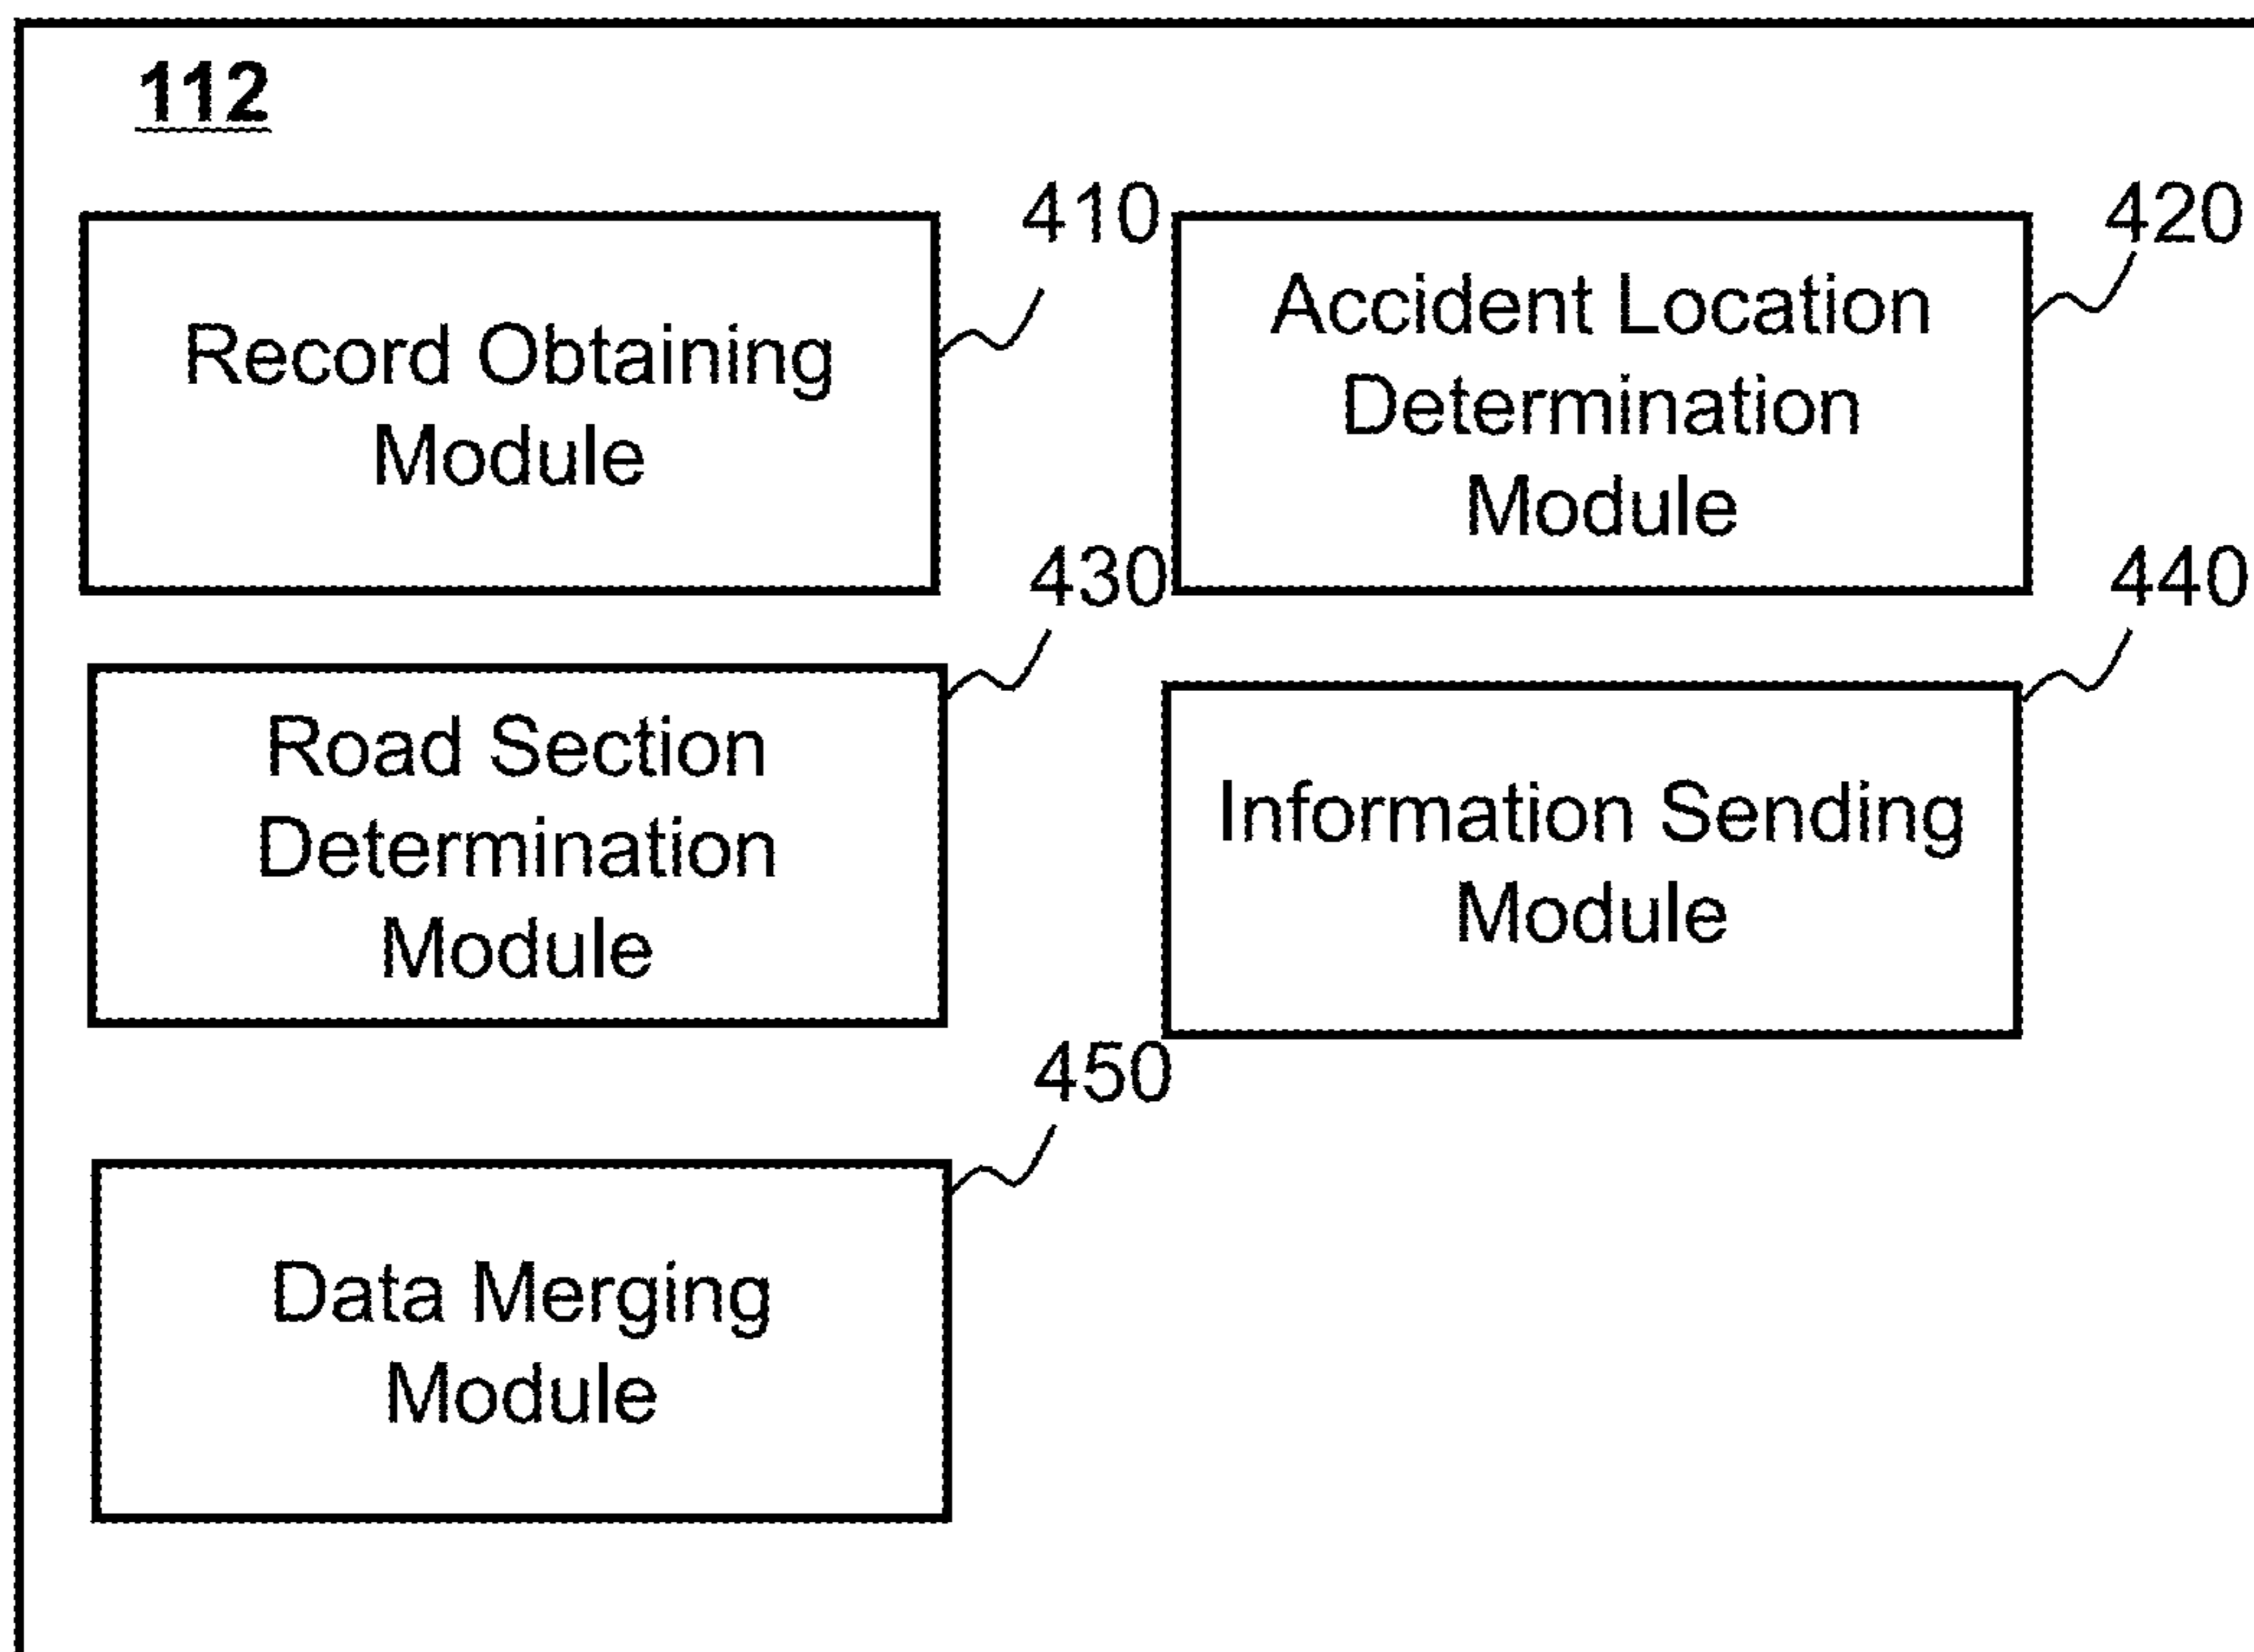 112
410
Record Obtaining
Module
420
Accident Location
Determination
Module
430
Road Section
Determination
Module
440
Information Sending
Module
450
Data Merging
Module